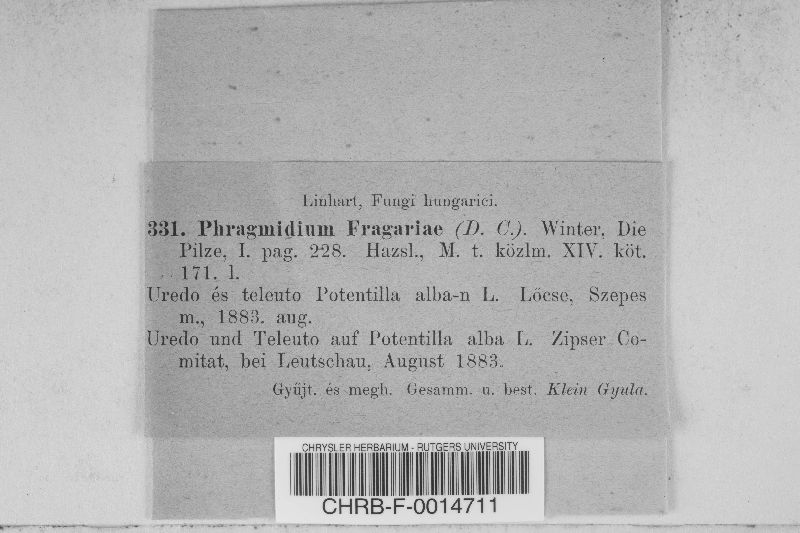 Linhart, Fungi hungarici.
331. Phragmidium Fragariae (D. C.). Winter, Die
Pilze, I. pag. 228. Hazsl., M. t. közlm. XIV. köt.
171. l.
Uredo és teleuto Potentilla alba-n L. Löcse, Szepes
m., 1883. aug.
Uredo und Teleuto auf Potentilla alba L. Zipser Co-
mitat, bei Leutschau, August 1883.
Gyűjt. és megh. Gesamm. u. best. Klein Gyula.
CHRYSLER HERBARIUM - RUTGERS UNIVERSITY
CHRB-F-0014711